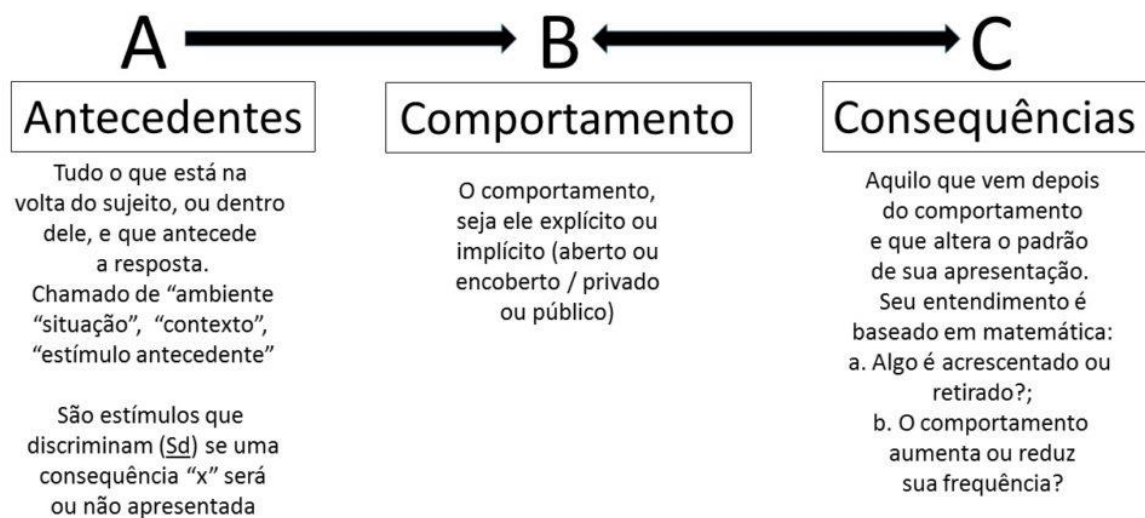 A
B
C
Antecedentes
Tudo o que está na
volta do sujeito, ou dentro
dele, e que antecede
a resposta.
Chamado de “ambiente
“situação”, “contexto”,
“estímulo antecedente”
São estímulos que
discriminam (Sd) se uma
consequência “x” será
ou não apresentada
Comportamento
O comportamento,
seja ele explícito ou
implícito (aberto ou
encoberto / privado
ou público)
Consequências
Aquilo que vem depois
do comportamento
e que altera o padrão
de sua apresentação.
Seu entendimento é
baseado em matemática:
a. Algo é acrescentado ou
retirado?;
b. O comportamento
aumenta ou reduz
sua frequência?